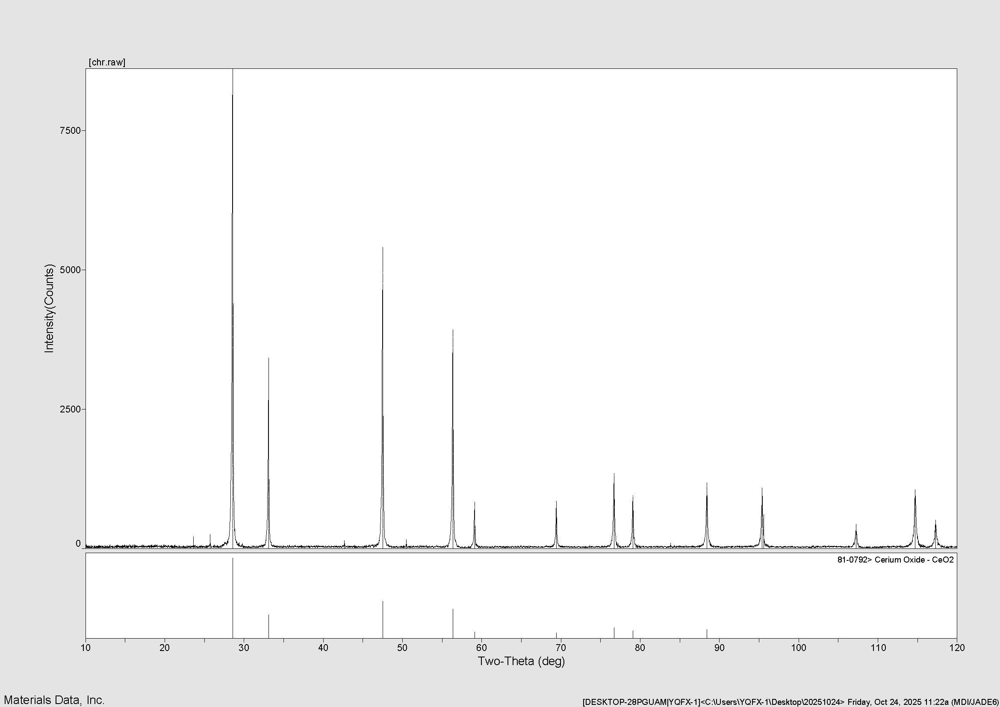 [chr.raw]
7500
5000
2500
0
Intensity(Counts)
81-0792> Cerium Oxide - CeO2
10 20 30 40 50 60 70 80 90 100 110 120
Two-Theta (deg)
Materials Data, Inc.
[DESKTOP-28PGUAM|YQFX-1]<C:\Users\YQFX-1\Desktop\20251024> Friday, Oct 24, 2025 11:22a (MDI/JADE6)